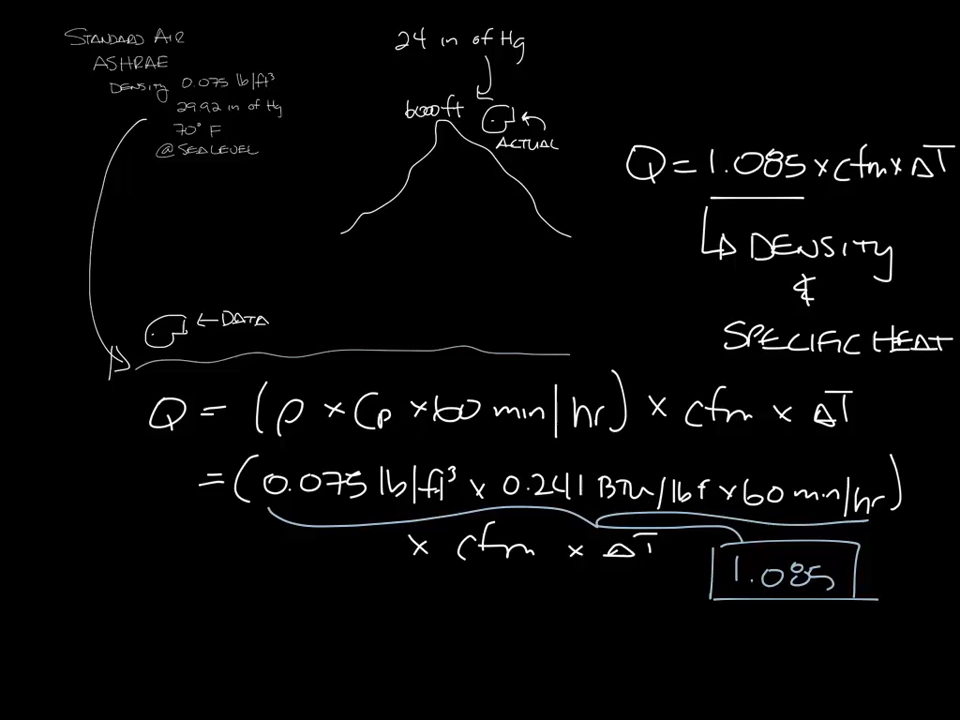 STANDARD AIR
ASHRAE
DENSITY 0.075 lb/ft³
29.92 in of Hg
70° F
@ SEA LEVEL
24 in of Hg
6000 ft
ACTUAL
← DATA
Q = 1.085 × cfm × ΔT
DENSITY
&
SPECIFIC HEAT
Q = (ρ × Cp × 60 min/hr) × cfm × ΔT
= (0.075 lb/ft³ × 0.241 BTU/lb F × 60 min/hr)
× cfm × ΔT
1.085